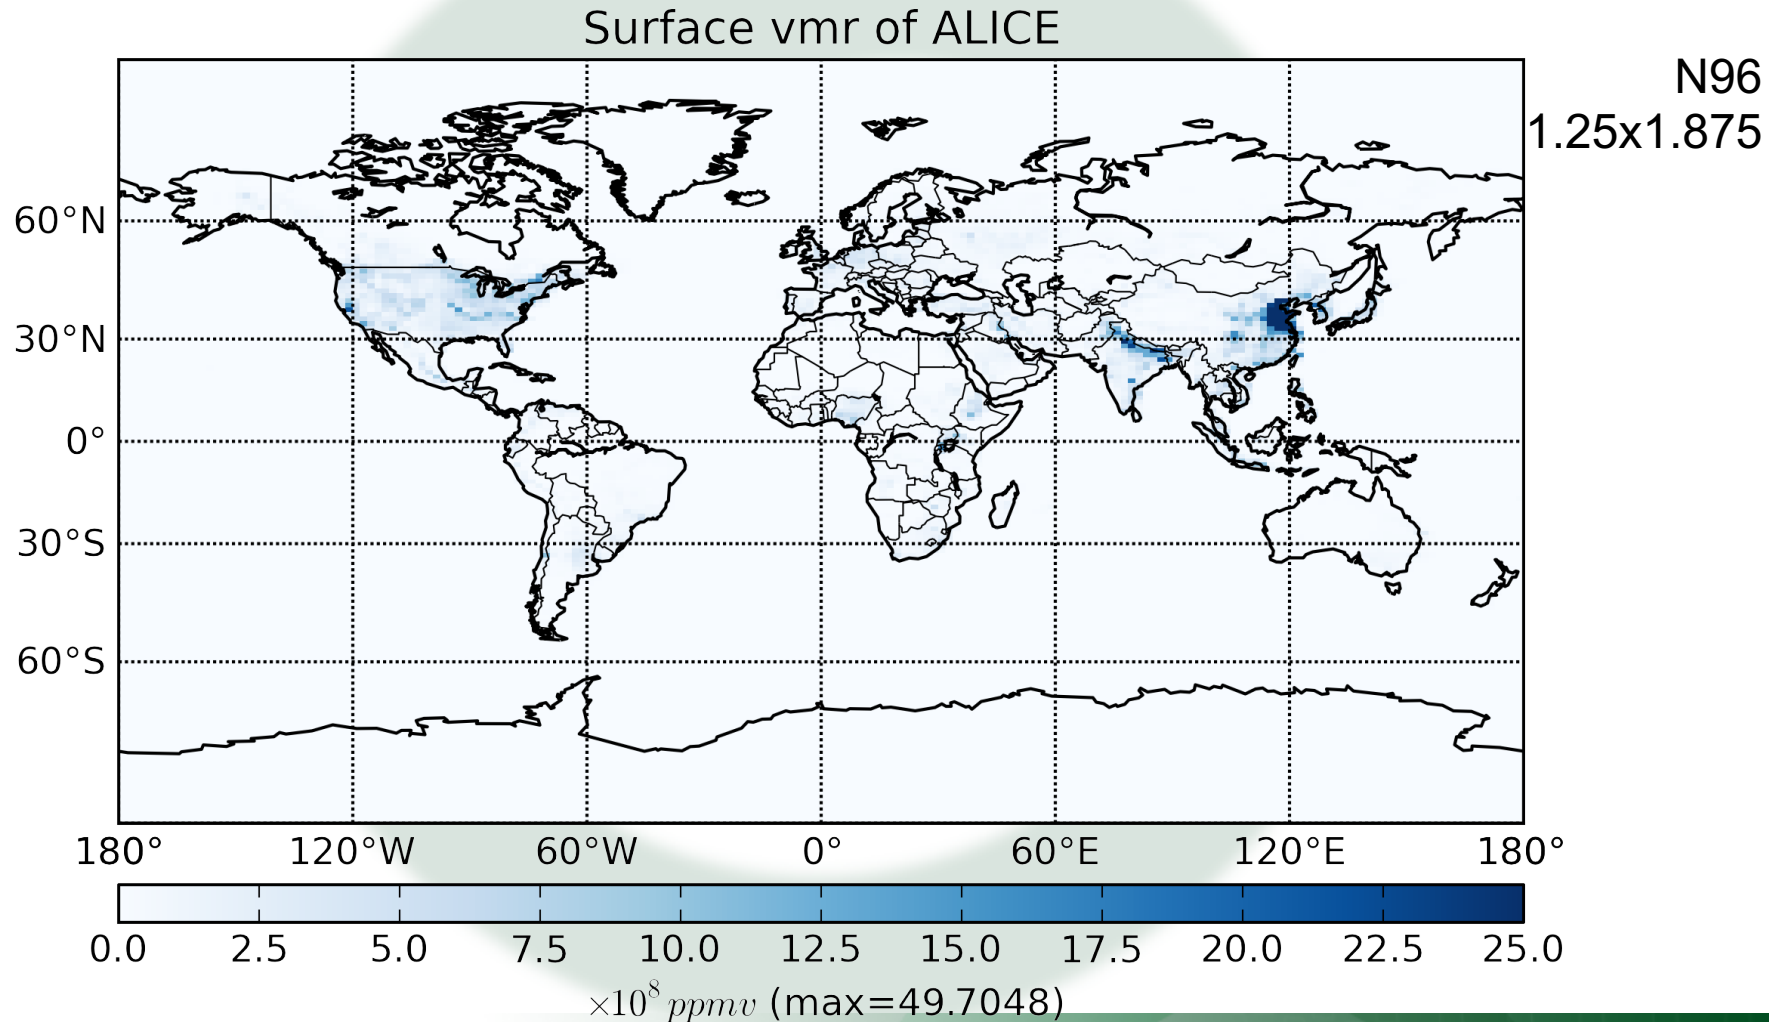 Surface vmr of ALICE
N96
1.25x1.875
60°N
30°N
0°
30°S
60°S
180° 120°W 60°W 0° 60°E 120°E 180°
0.0 2.5 5.0 7.5 10.0 12.5 15.0 17.5 20.0 22.5 25.0
×10⁸ ppmv (max=49.7048)